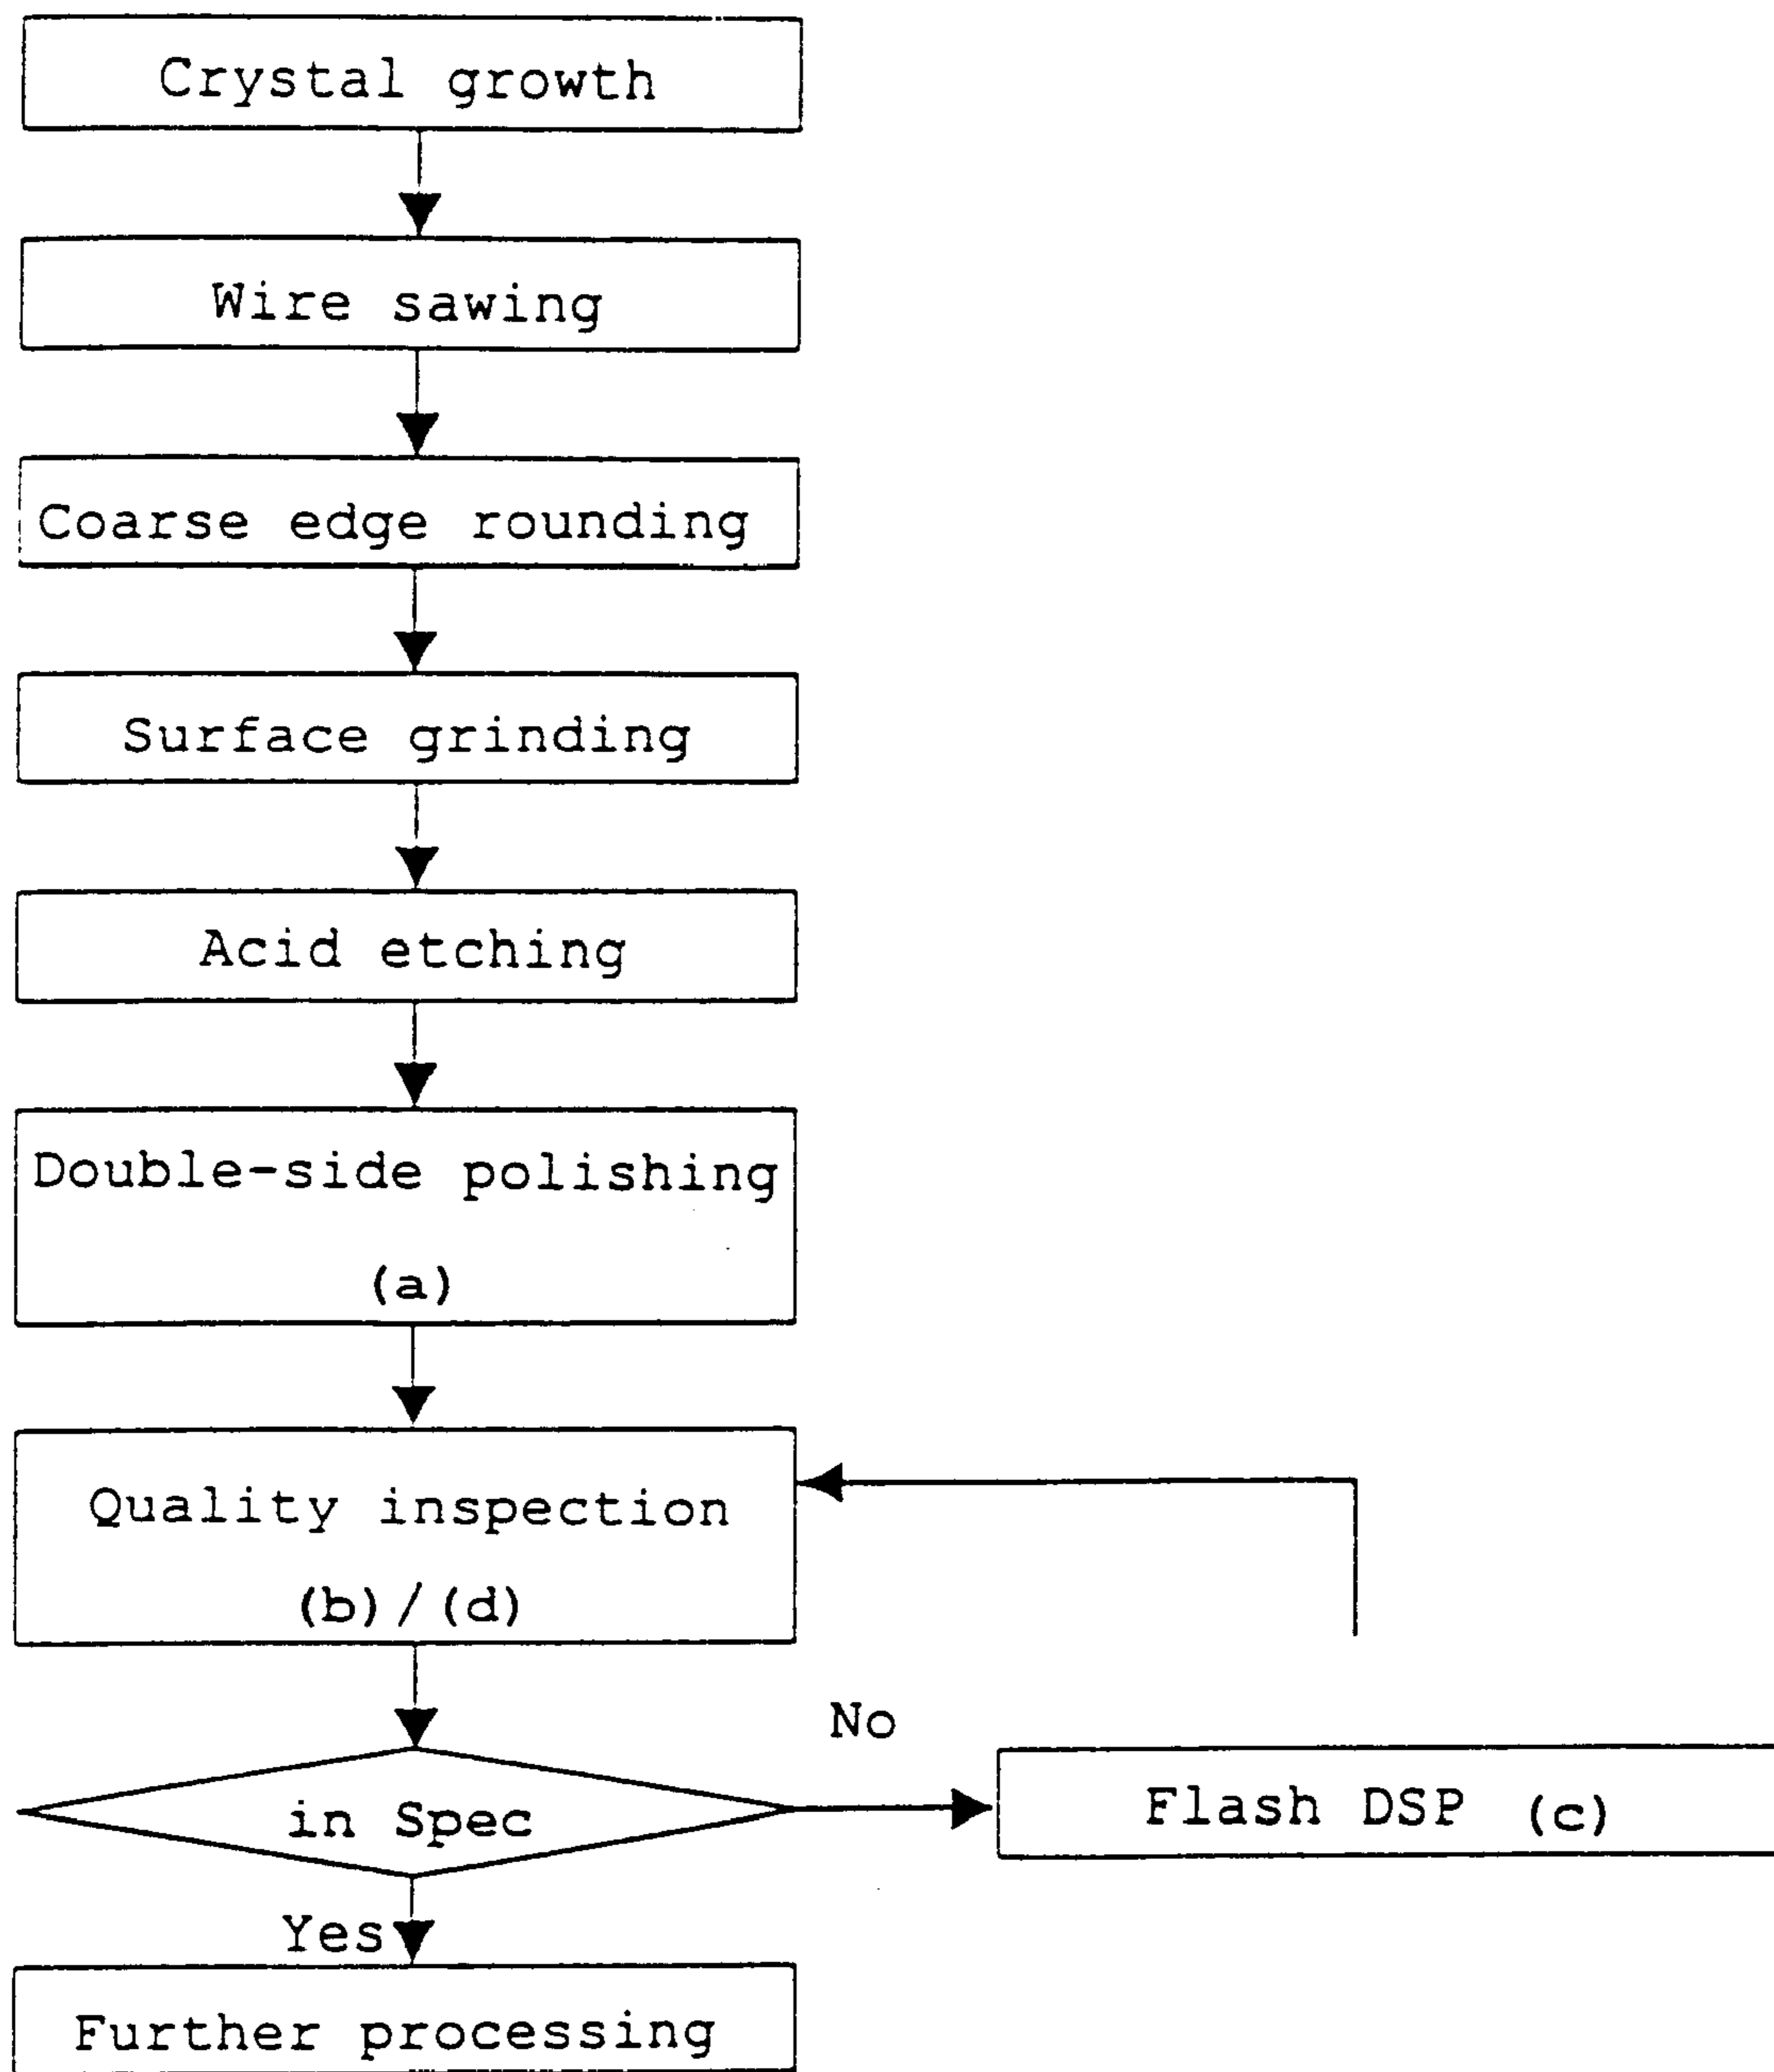 Crystal growth
Wire sawing
Coarse edge rounding
Surface grinding
Acid etching
Double-side polishing
(a)
Quality inspection
(b)/(d)
No
in Spec
Flash DSP (c)
Yes
Further processing